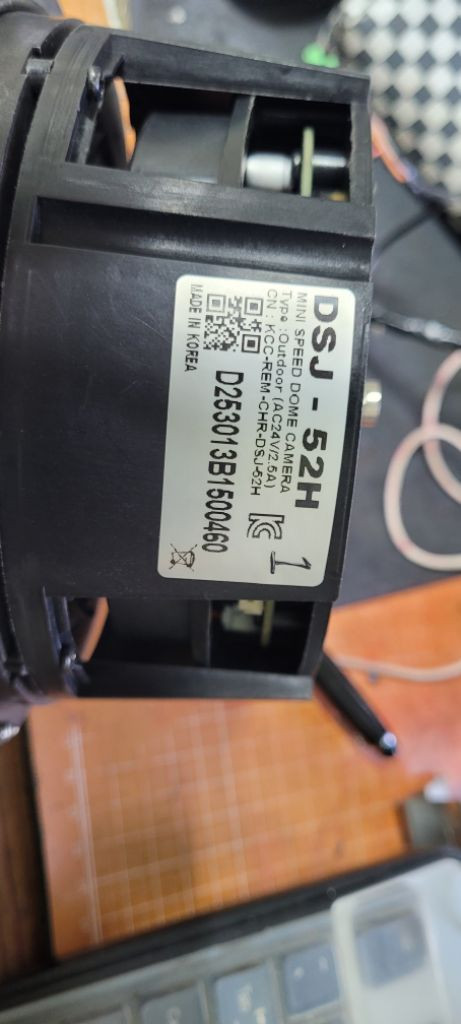 DSJ - 52H
MINI SPEED DOME CAMERA
Type :Outdoor (AC24V/2.5A)
CN : KCC-REM-CHR-DSJ-52H
D253013B1500460
MADE IN KOREA
1